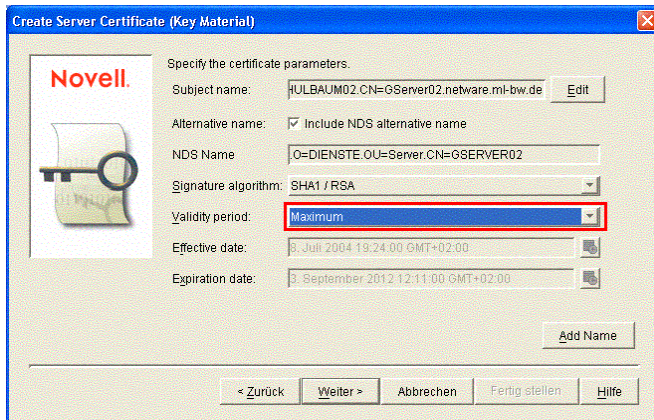 Create Server Certificate (Key Material)
Novell.
Specify the certificate parameters.
Subject name: HULBAUM02.CN=GServer02.netware.ml-bw.de Edit
Alternative name: Include NDS alternative name
NDS Name .O=DIENSTE.OU=Server.CN=GSERVER02
Signature algorithm: SHA1 / RSA
Validity period: Maximum
Effective date: 8. Juli 2004 19:24:00 GMT+02:00
Expiration date: 3. September 2012 12:11:00 GMT+02:00
Add Name
< Zurück Weiter > Abbrechen Fertig stellen Hilfe